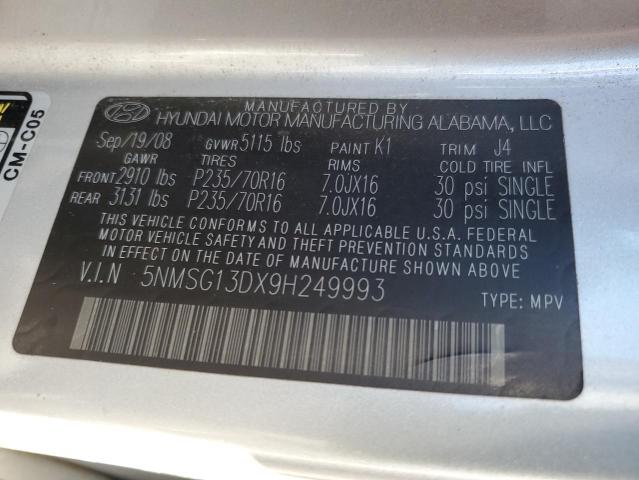 CM-C05
MANUFACTURED BY
HYUNDAI MOTOR MANUFACTURING ALABAMA, LLC
Sep/19/08 GVWR 5115 lbs PAINT K1 TRIM J4
GAWR TIRES RIMS COLD TIRE INFL
FRONT 2910 lbs P235/70R16 7.0JX16 30 psi SINGLE
REAR 3131 lbs P235/70R16 7.0JX16 30 psi SINGLE
THIS VEHICLE CONFORMS TO ALL APPLICABLE U.S.A. FEDERAL
MOTOR VEHICLE SAFETY AND THEFT PREVENTION STANDARDS
IN EFFECT ON THE DATE OF MANUFACTURE SHOWN ABOVE.
V.I.N 5NMSG13DX9H249993
TYPE: MPV